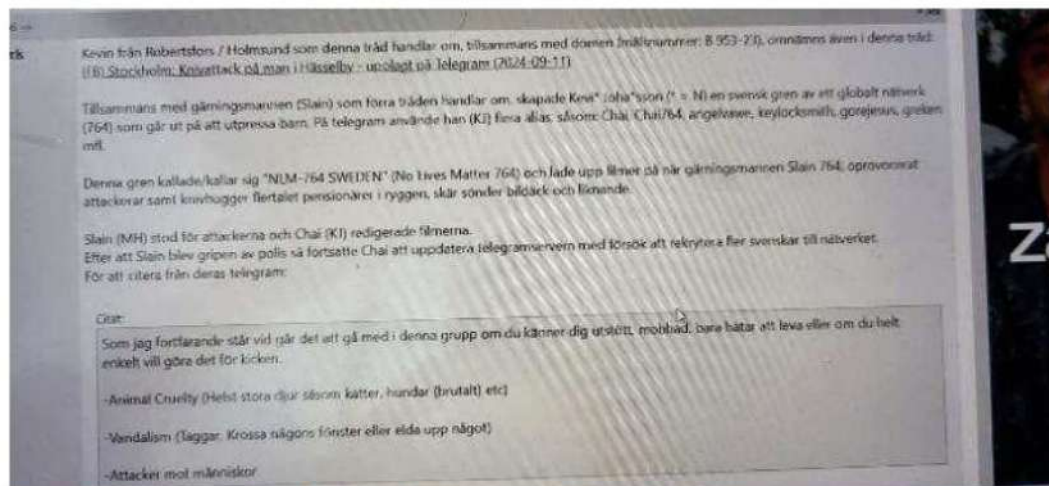 rk
Kevin från Robertsfors / Holmsund som denna tråd handlar om, tillsammans med domen (målsnummer: B 953-23), omnämns även i denna tråd:
(FB) Stockholm: Knivattack på man i Hässelby - upplagt på Telegram (2024-09-11)
Tillsammans med gärningsmannen (Slain) som förra tråden handlar om, skapade Kevi* Joha*sson (* = N) en svensk gren av ett globalt nätverk
(764) som går ut på att utpressa barn. På telegram använde han (KJ) flera alias, såsom: Chai, Chai764, angelwawe, keylocksmith, gorejesus, greken
mfl.
Denna gren kallade/kallar sig "NLM-764 SWEDEN" (No Lives Matter 764) och lade upp filmer på när gärningsmannen Slain 764, oprovocerat
attackerar samt knivhugger flertalet pensionärer i ryggen, skär sönder bildäck och liknande.
Slain (MH) stod för attackerna och Chai (KJ) redigerade filmerna.
Efter att Slain blev gripen av polis så fortsatte Chai att uppdatera telegramservern med försök att rekrytera fler svenskar till nätverket.
För att citera från deras telegram:
Citat:
Som jag fortfarande står vid går det att gå med i denna grupp om du känner dig utstött, mobbad, bara hatar att leva eller om du helt
enkelt vill göra det för kicken.
-Animal Cruelty (Helst stora djur såsom katter, hundar (brutalt) etc)
-Vandalism (Taggar, Krossa någons fönster eller elda upp något)
-Attacker mot människor
Za